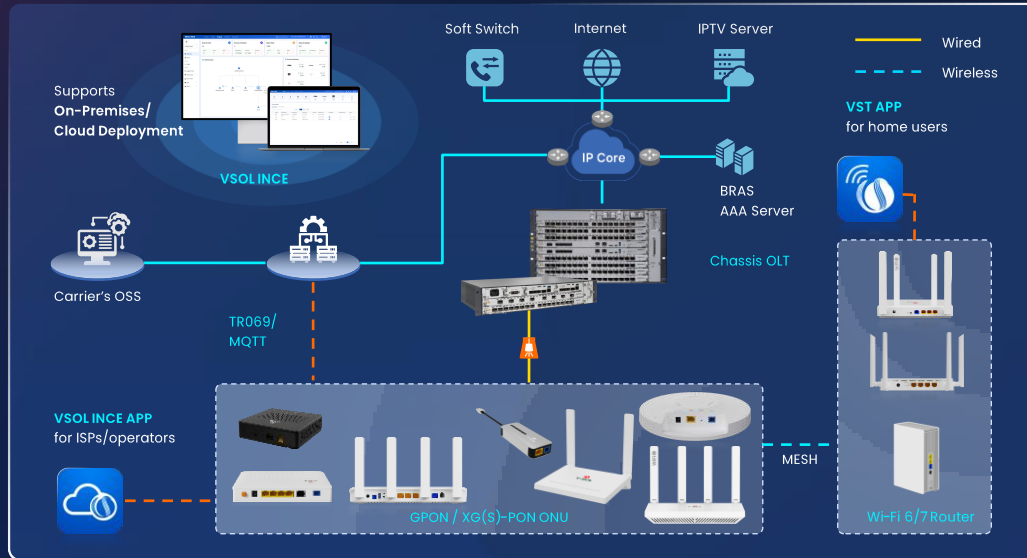 Soft Switch
Internet
IPTV Server
Wired
Wireless
Supports
On-Premises/
Cloud Deployment
VSOL INCE
VST APP
for home users
IP Core
BRAS
AAA Server
Chassis OLT
Carrier's OSS
TR069/
MQTT
VSOL INCE APP
for ISPs/operators
MESH
GPON / XG(S)-PON ONU
Wi-Fi 6/7 Router